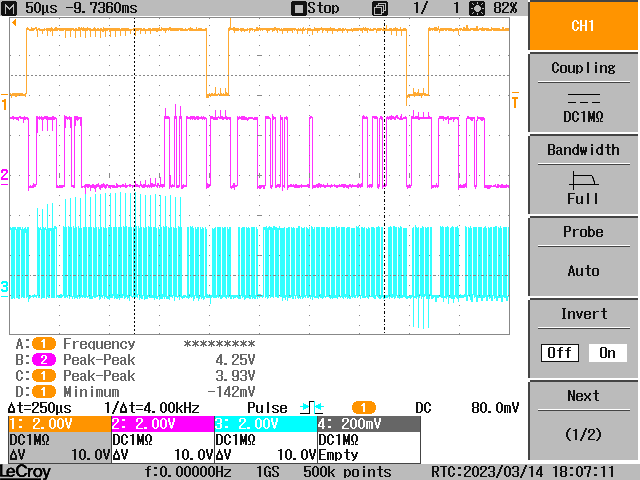 M 50µs -9.7360ms Stop 1/ 1 82%
CH1
Coupling
DC1MΩ
Bandwidth
Full
Probe
Auto
Invert
Off On
Next
(1/2)
1
T
2
3
A: 1 Frequency *********
B: 2 Peak-Peak 4.25V
C: 1 Peak-Peak 3.93V
D: 1 Minimum -142mV
Δt=250µs 1/Δt=4.00kHz Pulse 1 DC 80.0mV
1: 2.00V 2: 2.00V 3: 2.00V 4: 200mV
DC1MΩ DC1MΩ DC1MΩ DC1MΩ
ΔV 10.0V ΔV 10.0V ΔV 10.0V Empty
LeCroy f:0.00000Hz 1GS 500k points RTC:2023/03/14 18:07:11